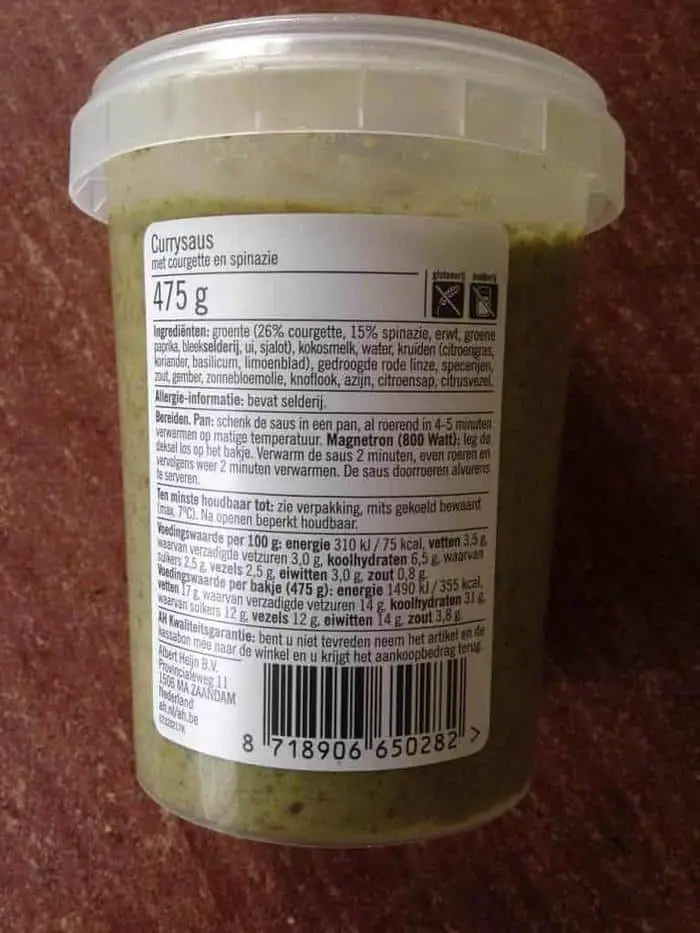 Currysaus
met courgette en spinazie
475 g
glutenvrij melkvrij
Ingrediënten: groente (26% courgette, 15% spinazie, erwt, groene
paprika, bleekselderij, ui, sjalot), kokosmelk, water, kruiden (citroengras,
koriander, basilicum, limoenblad), gedroogde rode linze, specerijen,
zout, gember, zonnebloemolie, knoflook, azijn, citroensap, citrusvezel.
Allergie-informatie: bevat selderij.
Bereiden. Pan: schenk de saus in een pan, al roerend in 4-5 minuten
verwarmen op matige temperatuur. Magnetron (800 Watt): leg de
deksel los op het bakje. Verwarm de saus 2 minuten, even roeren en
vervolgens weer 2 minuten verwarmen. De saus doorroeren alvorens
te serveren.
Ten minste houdbaar tot: zie verpakking, mits gekoeld bewaard
(max. 7°C). Na openen beperkt houdbaar.
Voedingswaarde per 100 g: energie 310 kJ / 75 kcal, vetten 3,5 g,
waarvan verzadigde vetzuren 3,0 g, koolhydraten 6,5 g, waarvan
suikers 2,5 g, vezels 2,5 g, eiwitten 3,0 g, zout 0,8 g.
Voedingswaarde per bakje (475 g): energie 1490 kJ / 355 kcal,
vetten 17 g, waarvan verzadigde vetzuren 14 g, koolhydraten 31 g,
waarvan suikers 12 g, vezels 12 g, eiwitten 14 g, zout 3,8 g.
AH Kwaliteitsgarantie: bent u niet tevreden neem het artikel en de
kassabon mee naar de winkel en u krijgt het aankoopbedrag terug.
Albert Heijn B.V.
Provincialeweg 11
1506 MA ZAANDAM
Nederland
ah.nl/ah.be
8 718906 650282 >